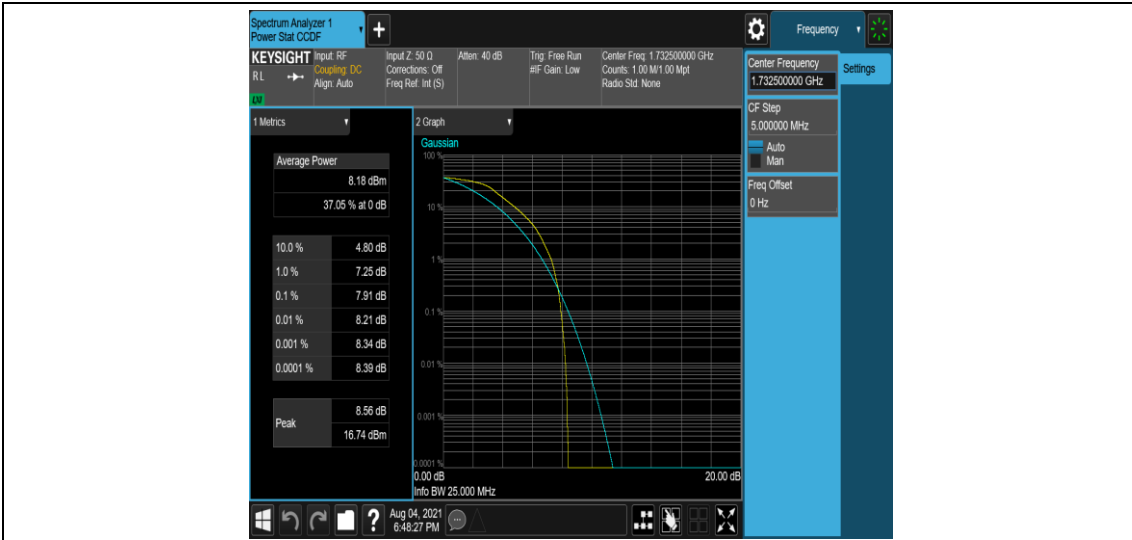 Spectrum Analyzer 1
Power Stat CCDF
+
Frequency
KEYSIGHT
RL
LXI
Input: RF
Coupling: DC
Align: Auto
Input Z: 50 Ω
Corrections: Off
Freq Ref: Int (S)
Atten: 40 dB
Trig: Free Run
#IF Gain: Low
Center Freq: 1.732500000 GHz
Counts: 1.00 M/1.00 Mpt
Radio Std: None
Center Frequency
1.732500000 GHz
Settings
CF Step
5.000000 MHz
Auto
Man
Freq Offset
0 Hz
1 Metrics
Average Power
8.18 dBm
37.05 % at 0 dB
10.0 % 4.80 dB
1.0 % 7.25 dB
0.1 % 7.91 dB
0.01 % 8.21 dB
0.001 % 8.34 dB
0.0001 % 8.39 dB
Peak
8.56 dB
16.74 dBm
2 Graph
Gaussian
100 %
10 %
1 %
0.1 %
0.01 %
0.001 %
0.0001 %
0.00 dB 20.00 dB
Info BW 25.000 MHz
?
Aug 04, 2021
6:48:27 PM